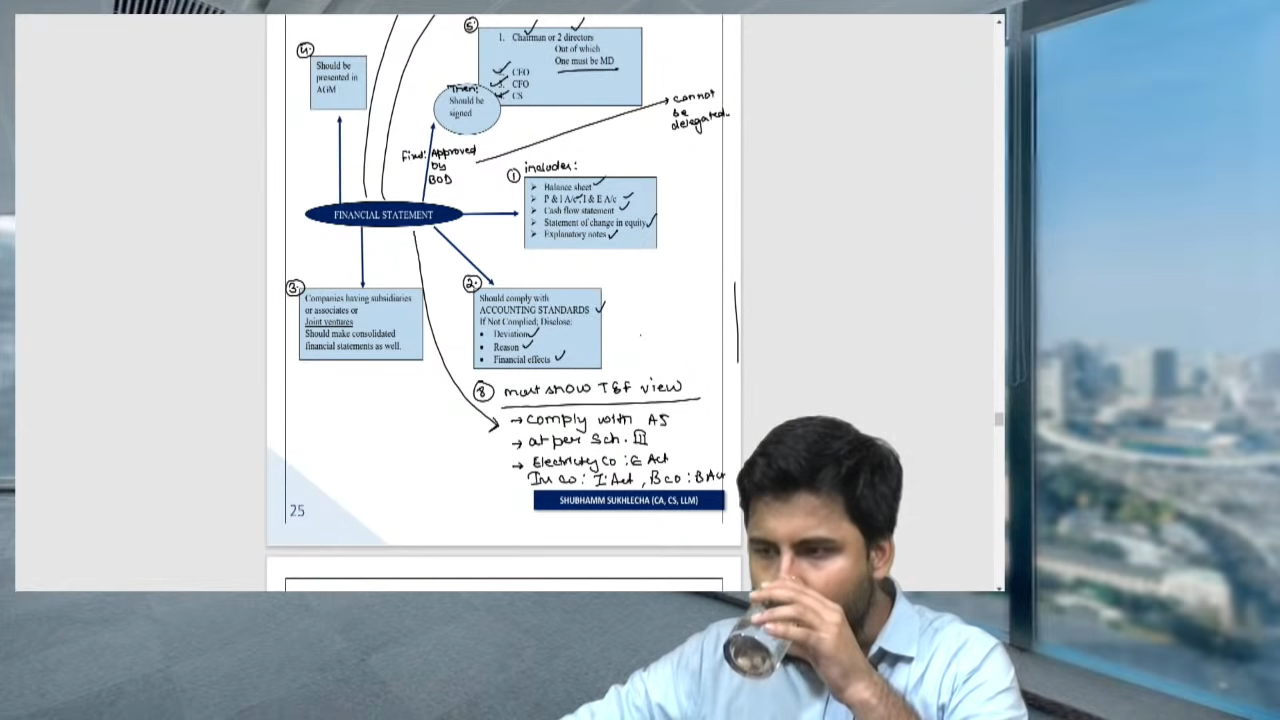 5.
1. Chairman or 2 directors
Out of which
One must be MD
2. CEO
3. CFO
4. CS
4.
Should be
presented in
AGM
Then:
Should be
signed
cannot
be
delegated.
First: Approved
by
BOD
1
includes:
➢ Balance sheet
➢ P & L A/c / I & E A/c
➢ Cash flow statement
➢ Statement of change in equity
➢ Explanatory notes
FINANCIAL STATEMENT
3.
Companies having subsidiaries
or associates or
Joint ventures
Should make consolidated
financial statements as well.
2.
Should comply with
ACCOUNTING STANDARDS
If Not Complied; Disclose:
• Deviation
• Reason
• Financial effects
8 must show T&F view
→ comply with AS
→ at per Sch. III
→ Electricity Co : E Act
In co : I Act , B co : B Act
SHUBHAMM SUKHLECHA (CA, CS, LLM)
25